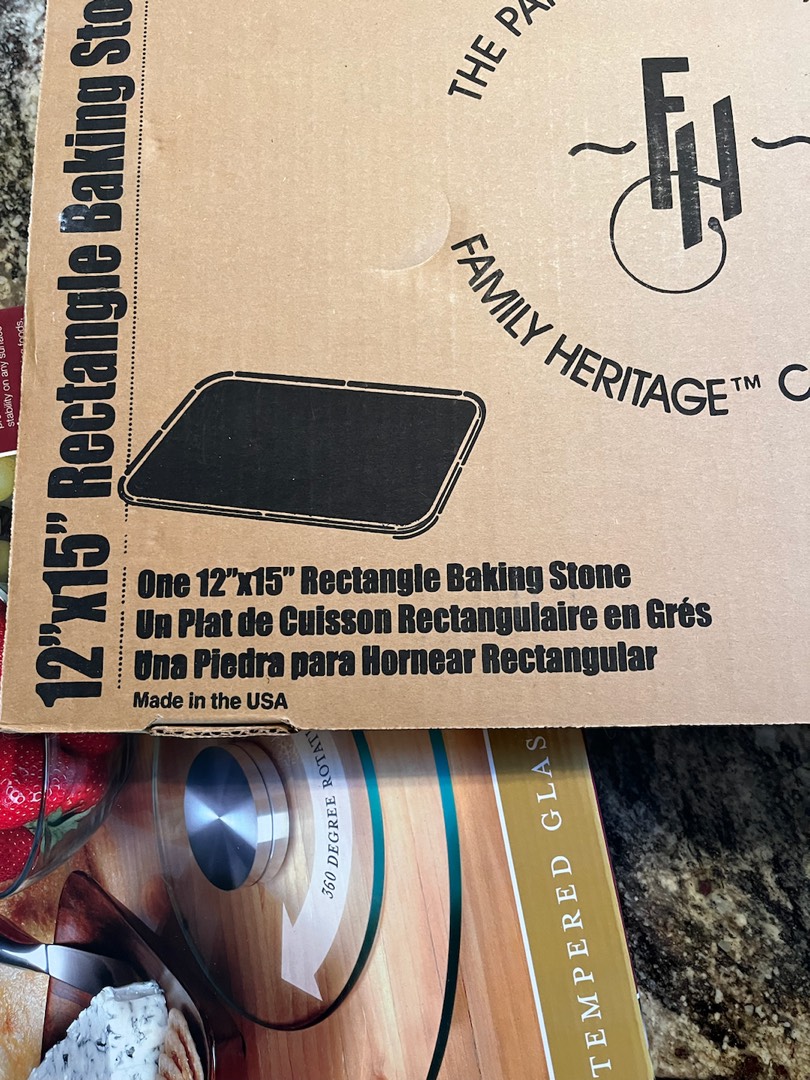 12”x15” Rectangle Baking Sto
THE PA
FH
FAMILY HERITAGE™ C
One 12”x15” Rectangle Baking Stone
Un Plat de Cuisson Rectangulaire en Grés
Una Piedra para Hornear Rectangular
Made in the USA
stability on any surface
foods,
360 DEGREE ROTAT
TEMPERED GLAS